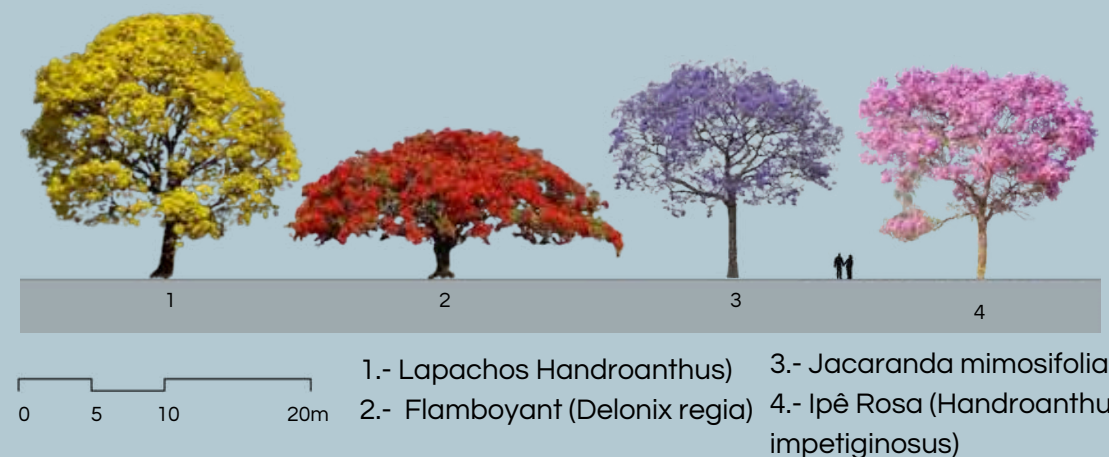 1
2
3
4
0 5 10 20m
1.- Lapachos Handroanthus)
2.- Flamboyant (Delonix regia)
3.- Jacaranda mimosifolia
4.- Ipê Rosa (Handroanthu
impetiginosus)